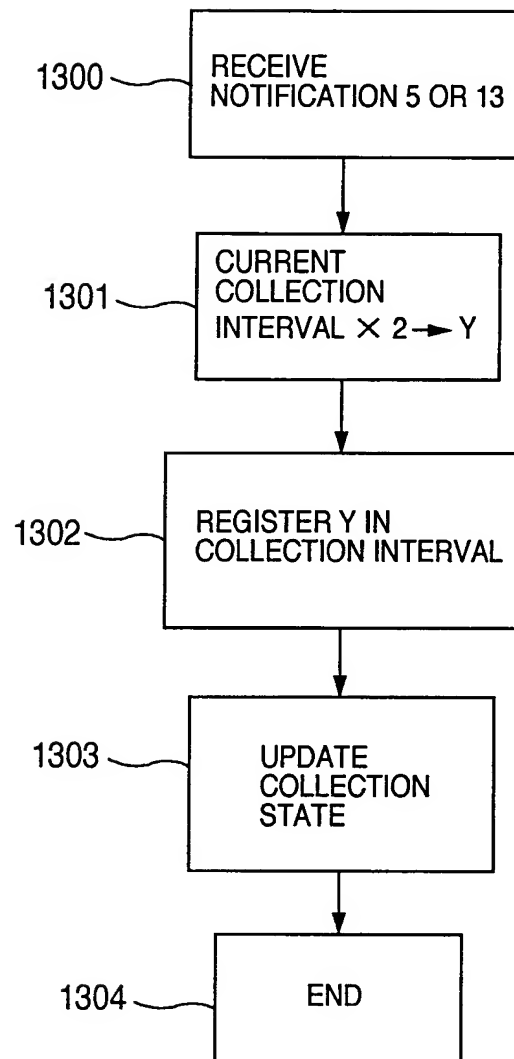 1300
RECEIVE
NOTIFICATION 5 OR 13
1301
CURRENT
COLLECTION
INTERVAL × 2 → Y
1302
REGISTER Y IN
COLLECTION INTERVAL
1303
UPDATE
COLLECTION
STATE
1304
END